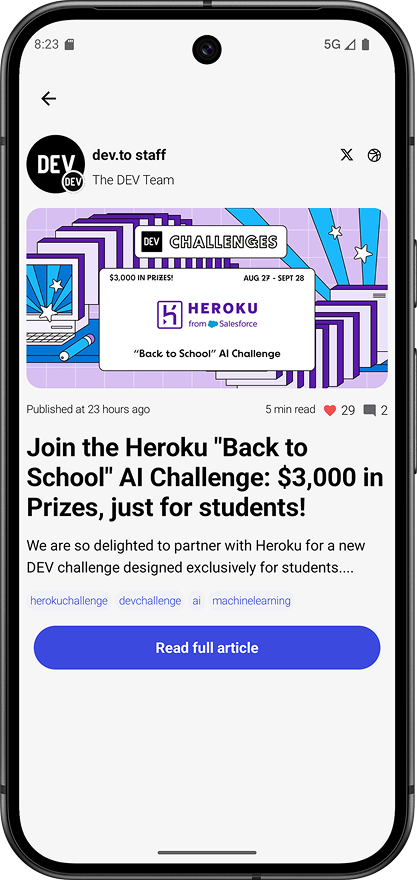 8:23
5G
DEV
DEV
dev.to staff
The DEV Team
DEV CHALLENGES
$3,000 IN PRIZES! AUG 27 - SEPT 28
HEROKU
from Salesforce
"Back to School" AI Challenge
Published at 23 hours ago 5 min read 29 2
Join the Heroku "Back to
School" AI Challenge: $3,000 in
Prizes, just for students!
We are so delighted to partner with Heroku for a new
DEV challenge designed exclusively for students....
herokuchallenge devchallenge ai machinelearning
Read full article